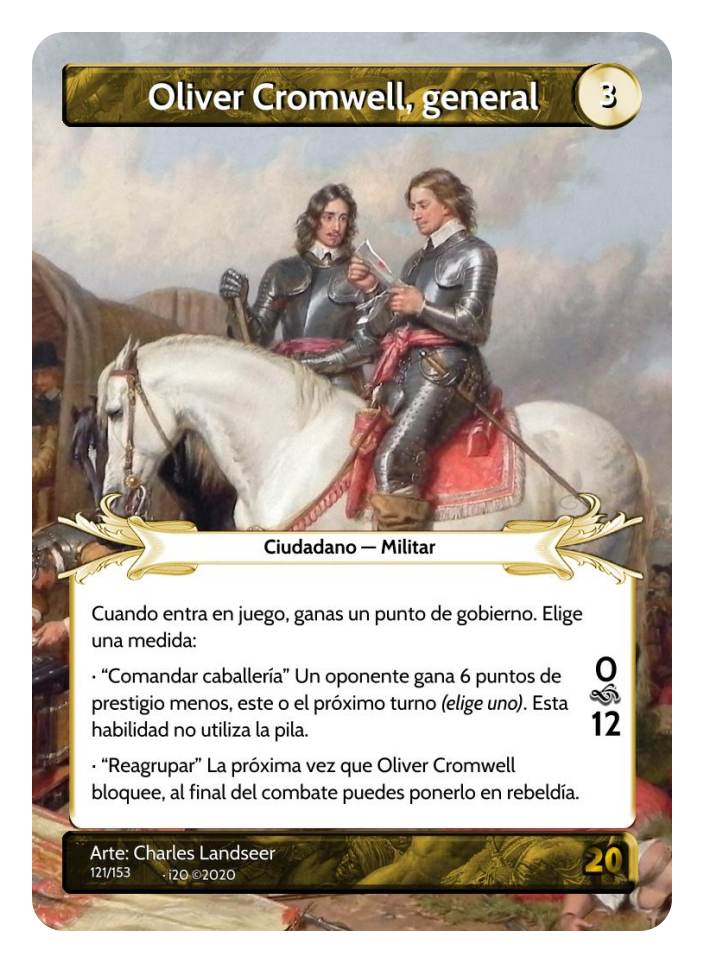 Oliver Cromwell, general
3
Ciudadano — Militar
Cuando entra en juego, ganas un punto de gobierno. Elige
una medida:
· “Comandar caballería” Un oponente gana 6 puntos de
prestigio menos, este o el próximo turno (elige uno). Esta
habilidad no utiliza la pila.
· “Reagrupar” La próxima vez que Oliver Cromwell
bloquee, al final del combate puedes ponerlo en rebeldía.
0
12
Arte: Charles Landseer
121/153 · i20 ©2020
20